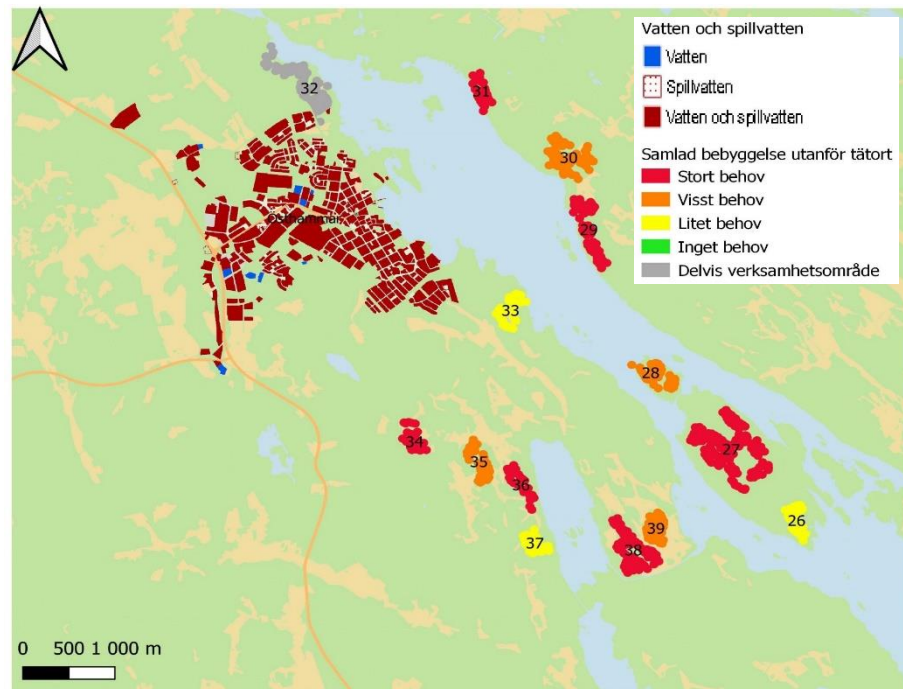 Vatten och spillvatten
Vatten
Spillvatten
Vatten och spillvatten
Samlad bebyggelse utanför tätort
Stort behov
Visst behov
Litet behov
Inget behov
Delvis verksamhetsområde
32
31
30
29
Östhammar
33
28
34
35
27
36
26
37
38
39
0 500 1 000 m